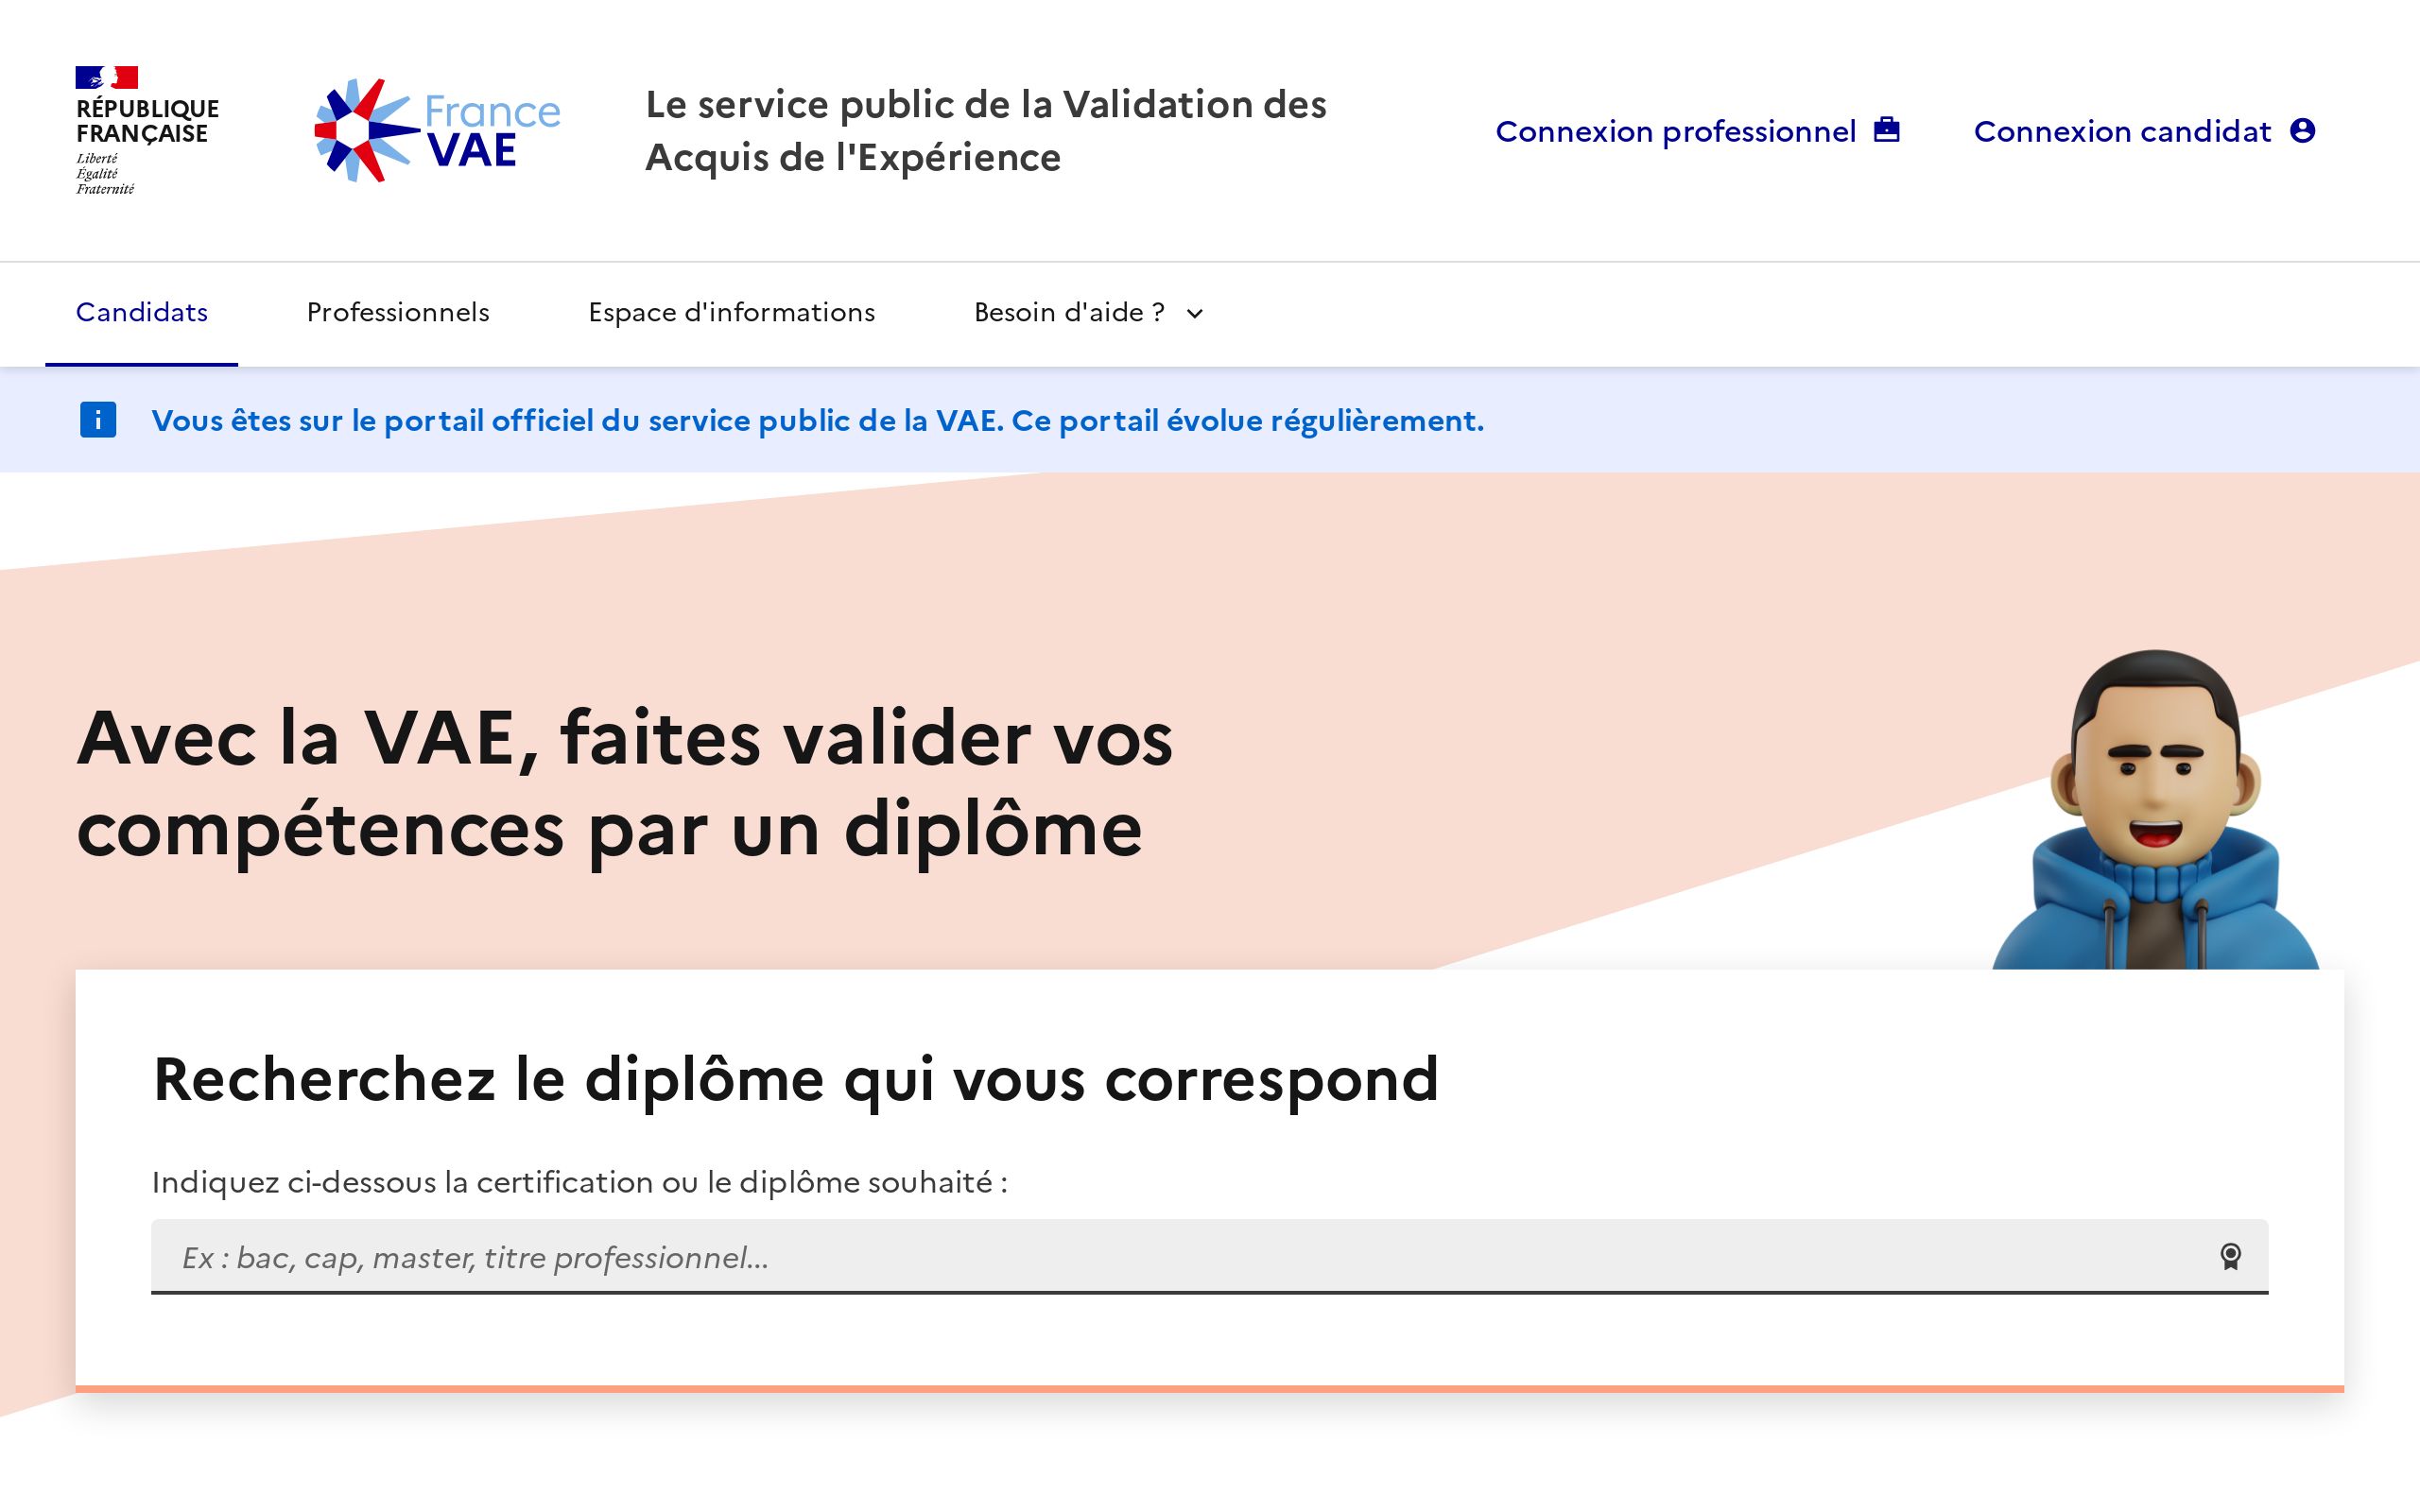 RÉPUBLIQUE
FRANÇAISE
Liberté
Égalité
Fraternité
France
VAE
Le service public de la Validation des
Acquis de l'Expérience
Connexion professionnel
Connexion candidat
Candidats
Professionnels
Espace d'informations
Besoin d'aide ?
Vous êtes sur le portail officiel du service public de la VAE. Ce portail évolue régulièrement.
Avec la VAE, faites valider vos
compétences par un diplôme
Recherchez le diplôme qui vous correspond
Indiquez ci-dessous la certification ou le diplôme souhaité :
Ex : bac, cap, master, titre professionnel...